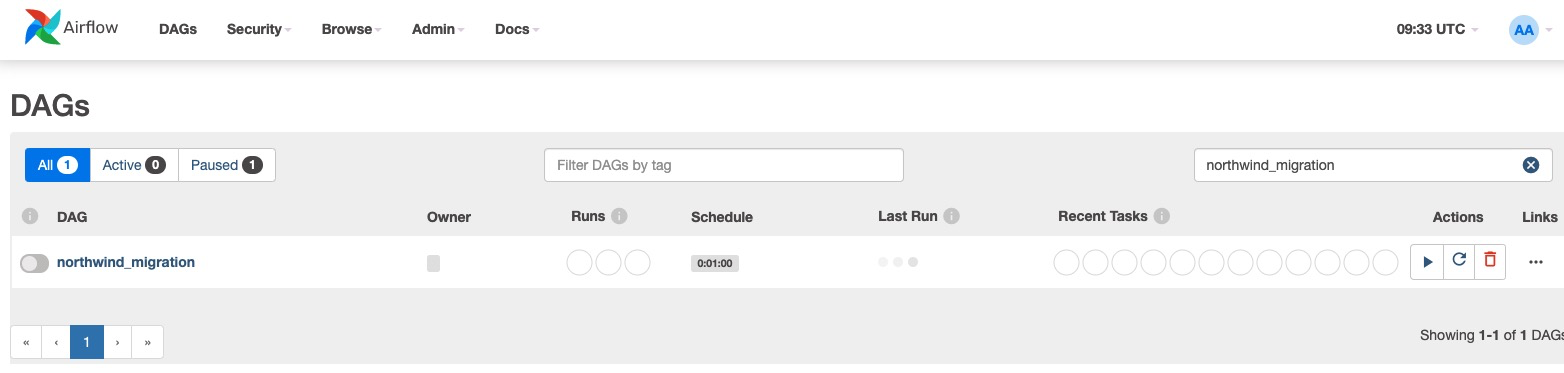 Airflow DAGs Security Browse Admin Docs 09:33 UTC AA
DAGs
All 1 Active 0 Paused 1 Filter DAGs by tag northwind_migration
i DAG Owner Runs i Schedule Last Run i Recent Tasks i Actions Links
northwind_migration 0:01:00 ...
« ‹ 1 › » Showing 1-1 of 1 DAGs